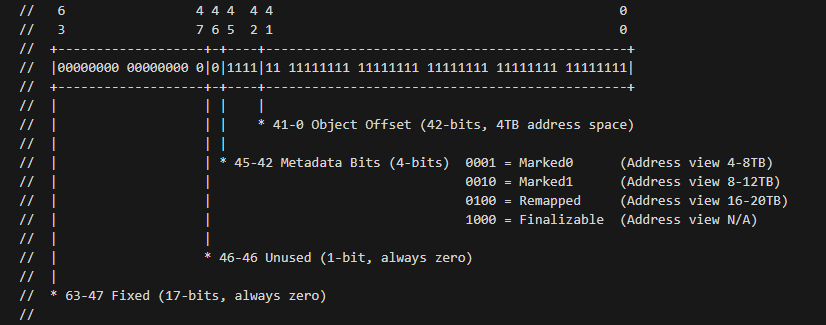 //   6                 4 4 4  4 4                                             0
//   3                 7 6 5  2 1                                             0
//  +-------------------+-+----+-----------------------------------------------+
//  |00000000 00000000 0|0|1111|11 11111111 11111111 11111111 11111111 11111111|
//  +-------------------+-+----+-----------------------------------------------+
//  |                   | |    |
//  |                   | |    * 41-0 Object Offset (42-bits, 4TB address space)
//  |                   | |
//  |                   | * 45-42 Metadata Bits (4-bits)  0001 = Marked0      (Address view 4-8TB)
//  |                   |                                 0010 = Marked1      (Address view 8-12TB)
//  |                   |                                 0100 = Remapped     (Address view 16-20TB)
//  |                   |                                 1000 = Finalizable  (Address view N/A)
//  |                   |
//  |                   * 46-46 Unused (1-bit, always zero)
//  |
//  * 63-47 Fixed (17-bits, always zero)
//